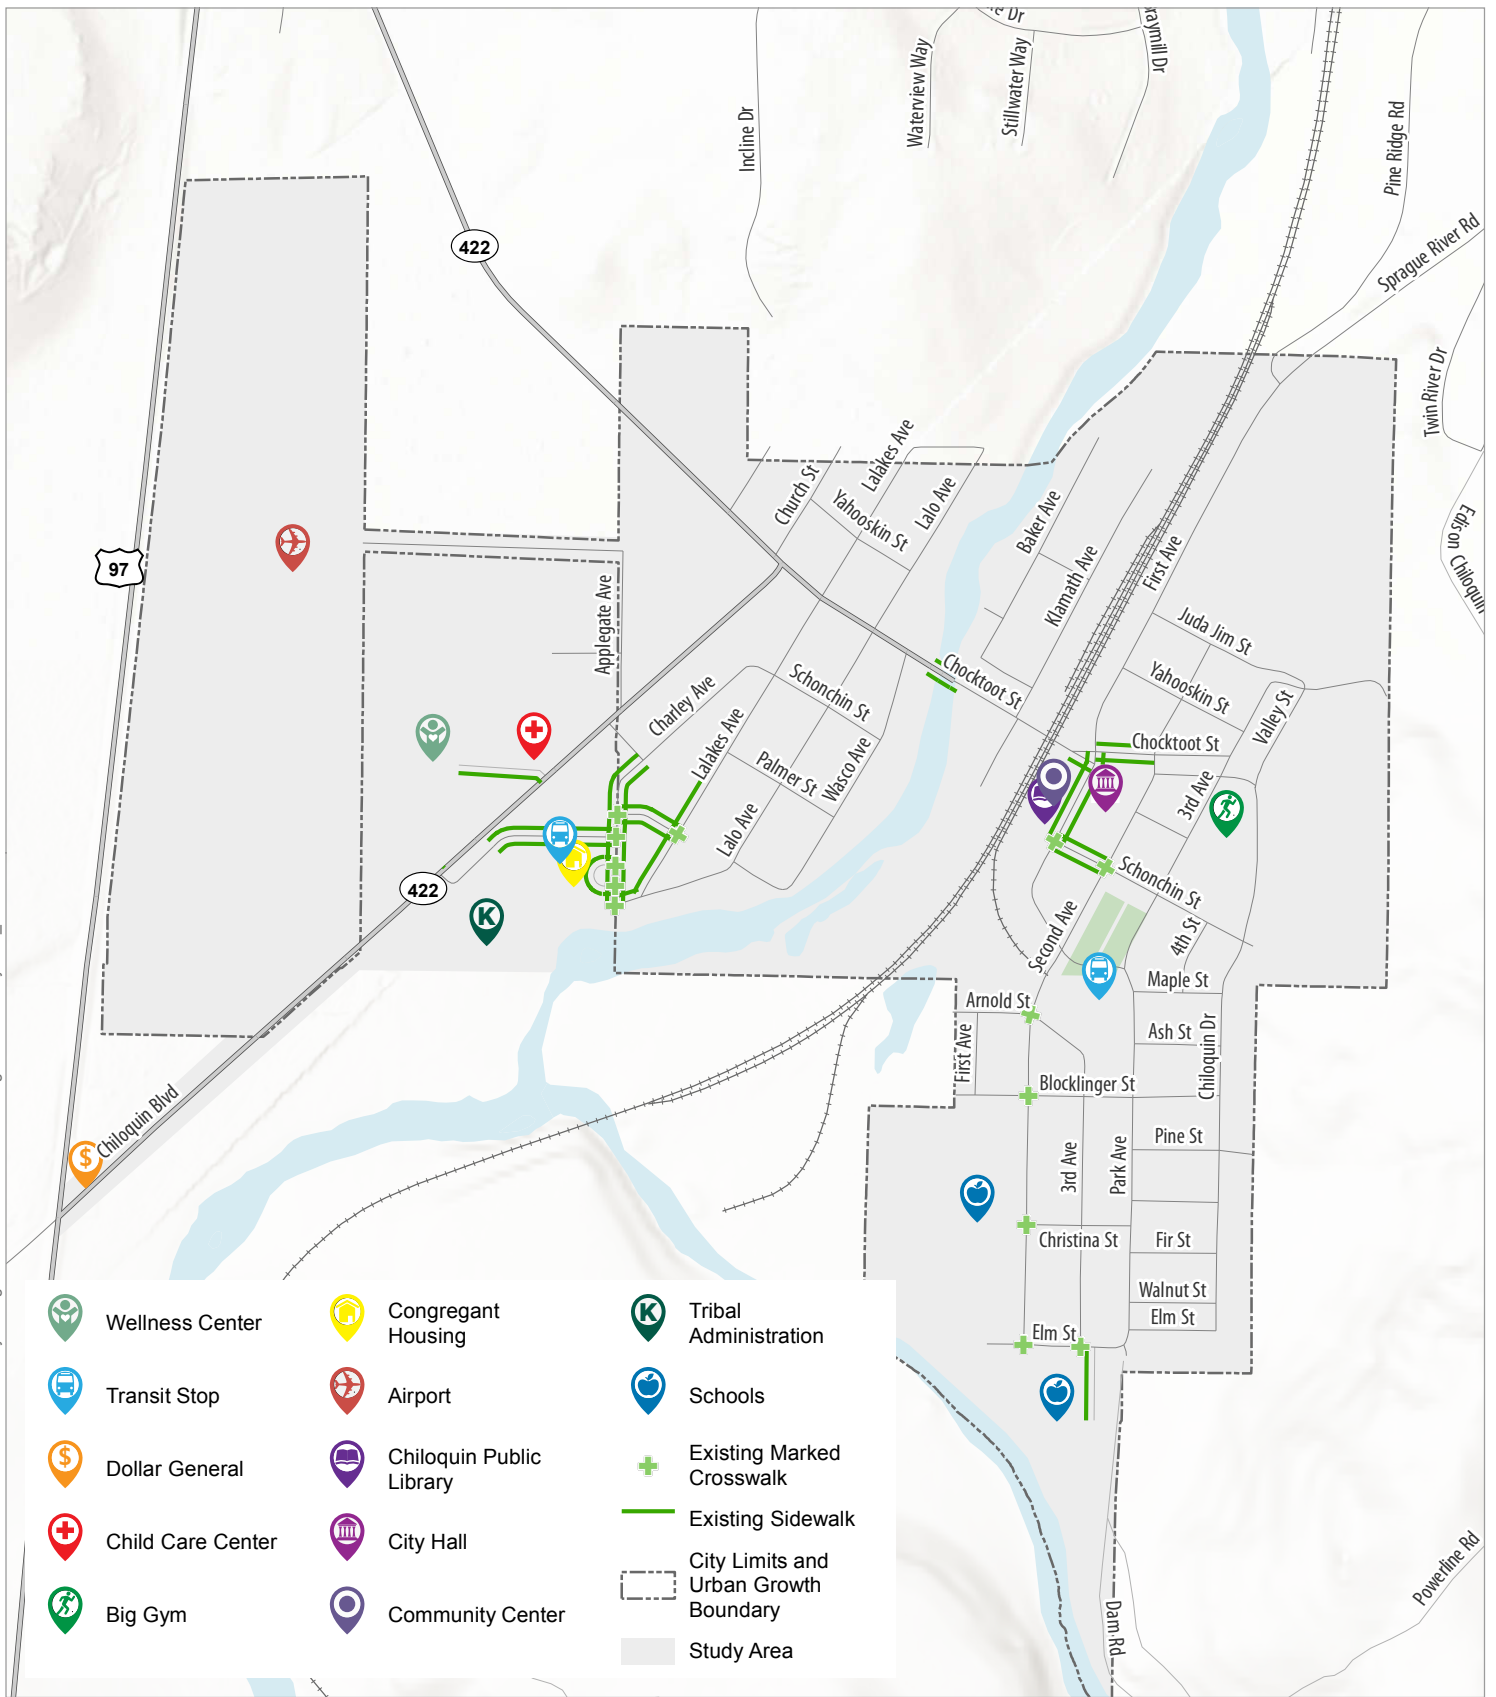 le Dr
Waterview Way
Stillwater Way
raymill Dr
Incline Dr
Pine Ridge Rd
Sprague River Rd
422
Twin River Dr
Church St
Lalakes Ave
Yahooskin St
Lalo Ave
Baker Ave
Klamath Ave
First Ave
Edison Chiloquin
97
Applegate Ave
Juda Jim St
Yahooskin St
Valley St
Chocktoot St
Chocktoot St
Charley Ave
Schonchin St
Lalakes Ave
Palmer St
Wasco Ave
Lalo Ave
3rd Ave
Schonchin St
4th St
Second Ave
422
K
Maple St
Arnold St
Ash St
First Ave
Chiloquin Dr
Blocklinger St
Pine St
3rd Ave
Park Ave
Chiloquin Blvd
$
Christina St
Fir St
Walnut St
Elm St
Elm St
Dam Rd
Powerline Rd
Wellness Center
Transit Stop
$
Dollar General
Child Care Center
Big Gym
Congregant
Housing
Airport
Chiloquin Public
Library
City Hall
Community Center
K
Tribal
Administration
Schools
Existing Marked
Crosswalk
Existing Sidewalk
City Limits and
Urban Growth
Boundary
Study Area